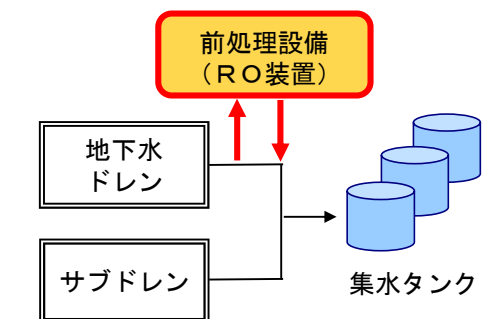 前処理設備
（ＲＯ装置）
地下水
ドレン
サブドレン
集水タンク